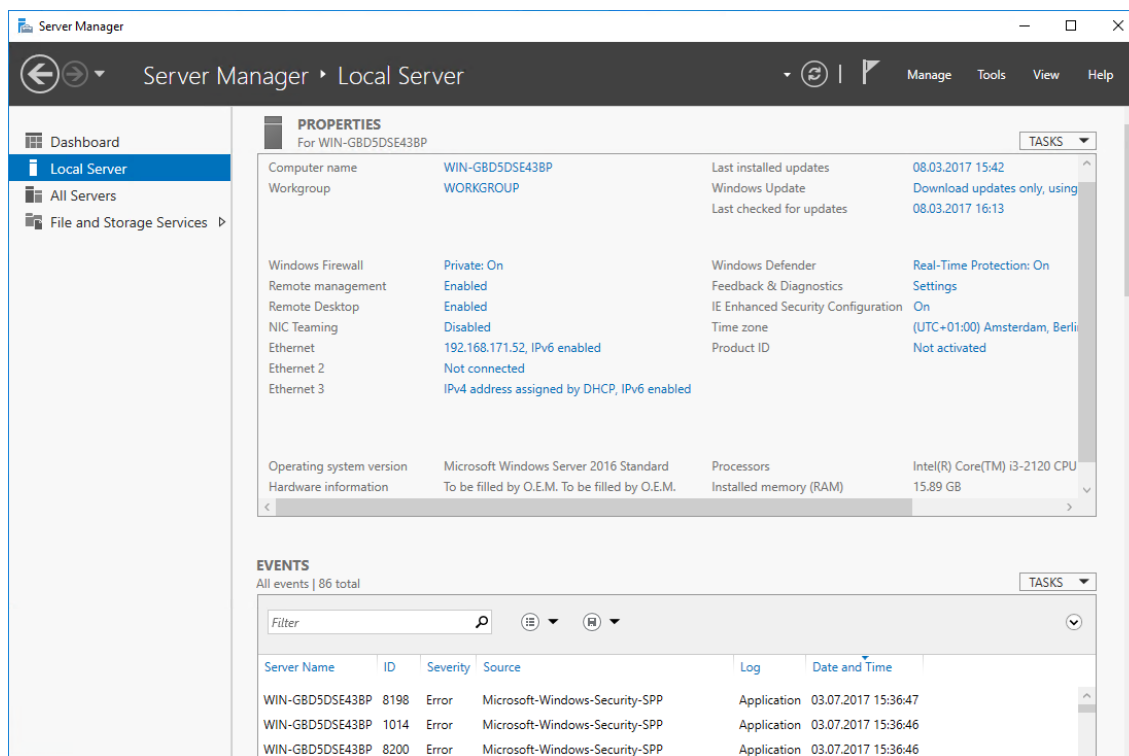 Server Manager
Server Manager ‣ Local Server
Manage Tools View Help
Dashboard
Local Server
All Servers
File and Storage Services
PROPERTIES
For WIN-GBD5DSE43BP
TASKS
Computer name WIN-GBD5DSE43BP Last installed updates 08.03.2017 15:42
Workgroup WORKGROUP Windows Update Download updates only, using
Last checked for updates 08.03.2017 16:13
Windows Firewall Private: On Windows Defender Real-Time Protection: On
Remote management Enabled Feedback & Diagnostics Settings
Remote Desktop Enabled IE Enhanced Security Configuration On
NIC Teaming Disabled Time zone (UTC+01:00) Amsterdam, Berli
Ethernet 192.168.171.52, IPv6 enabled Product ID Not activated
Ethernet 2 Not connected
Ethernet 3 IPv4 address assigned by DHCP, IPv6 enabled
Operating system version Microsoft Windows Server 2016 Standard Processors Intel(R) Core(TM) i3-2120 CPU
Hardware information To be filled by O.E.M. To be filled by O.E.M. Installed memory (RAM) 15.89 GB
EVENTS
All events | 86 total
TASKS
Filter
Server Name ID Severity Source Log Date and Time
WIN-GBD5DSE43BP 8198 Error Microsoft-Windows-Security-SPP Application 03.07.2017 15:36:47
WIN-GBD5DSE43BP 1014 Error Microsoft-Windows-Security-SPP Application 03.07.2017 15:36:46
WIN-GBD5DSE43BP 8200 Error Microsoft-Windows-Security-SPP Application 03.07.2017 15:36:46